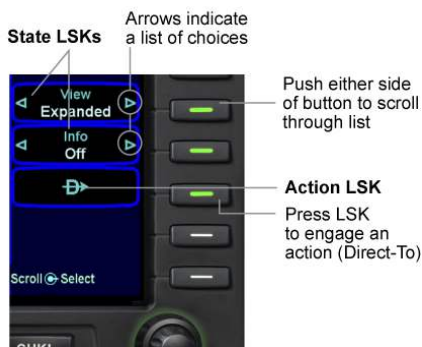 Arrows indicate
a list of choices
State LSKs
View
Expanded
Info
Off
Push either side
of button to scroll
through list
Action LSK
Press LSK
to engage an
action (Direct-To)
Scroll Select